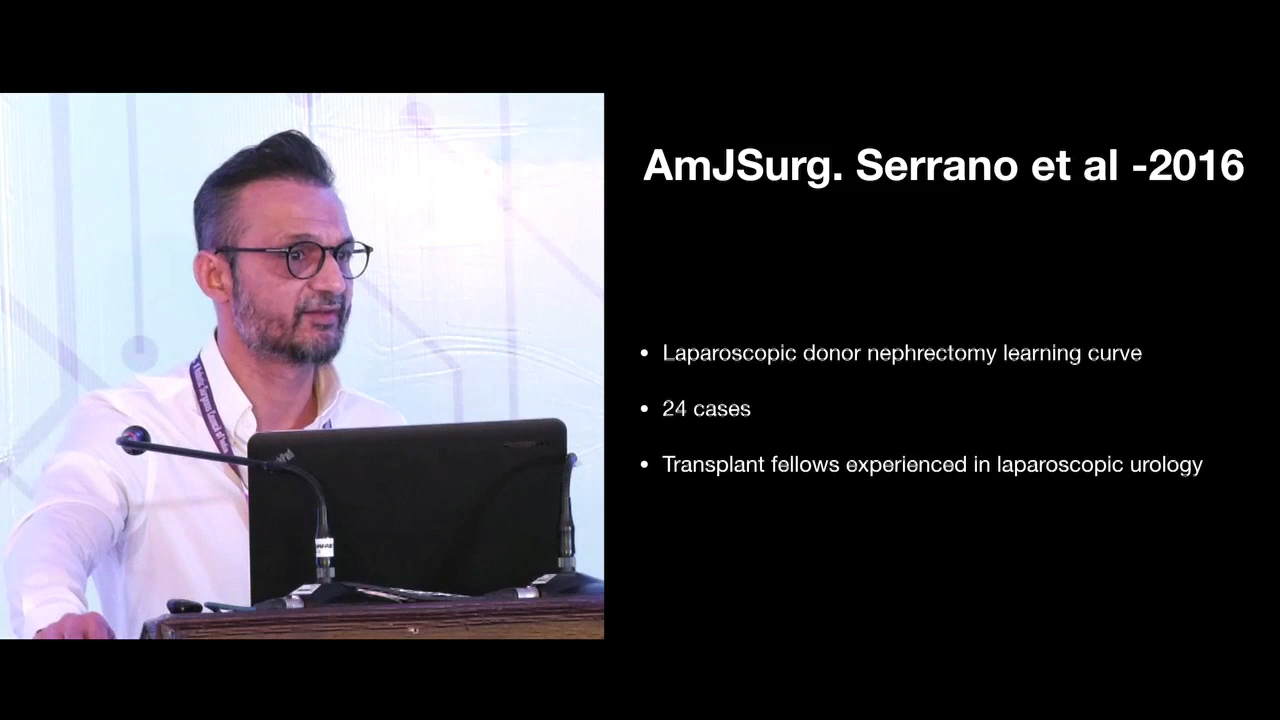 AmJSurg. Serrano et al -2016
• Laparoscopic donor nephrectomy learning curve
• 24 cases
• Transplant fellows experienced in laparoscopic urology